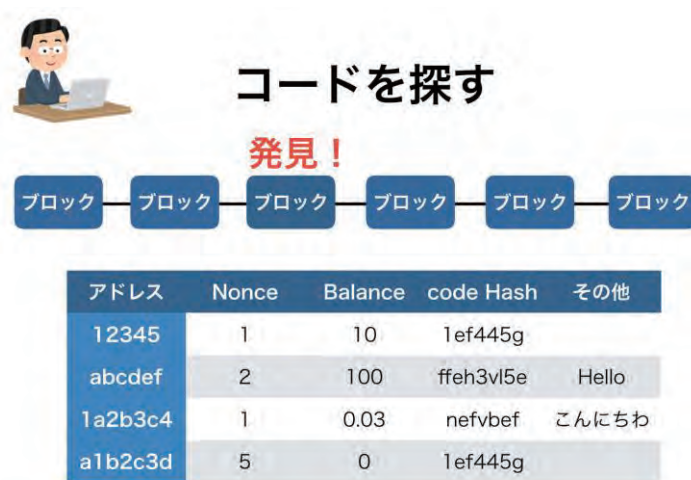 コードを探す
発見！
ブロック ブロック ブロック ブロック ブロック ブロック
アドレス Nonce Balance code Hash その他
12345 1 10 1ef445g
abcdef 2 100 ffeh3vl5e Hello
1a2b3c4 1 0.03 nefvbef こんにちわ
a1b2c3d 5 0 1ef445g